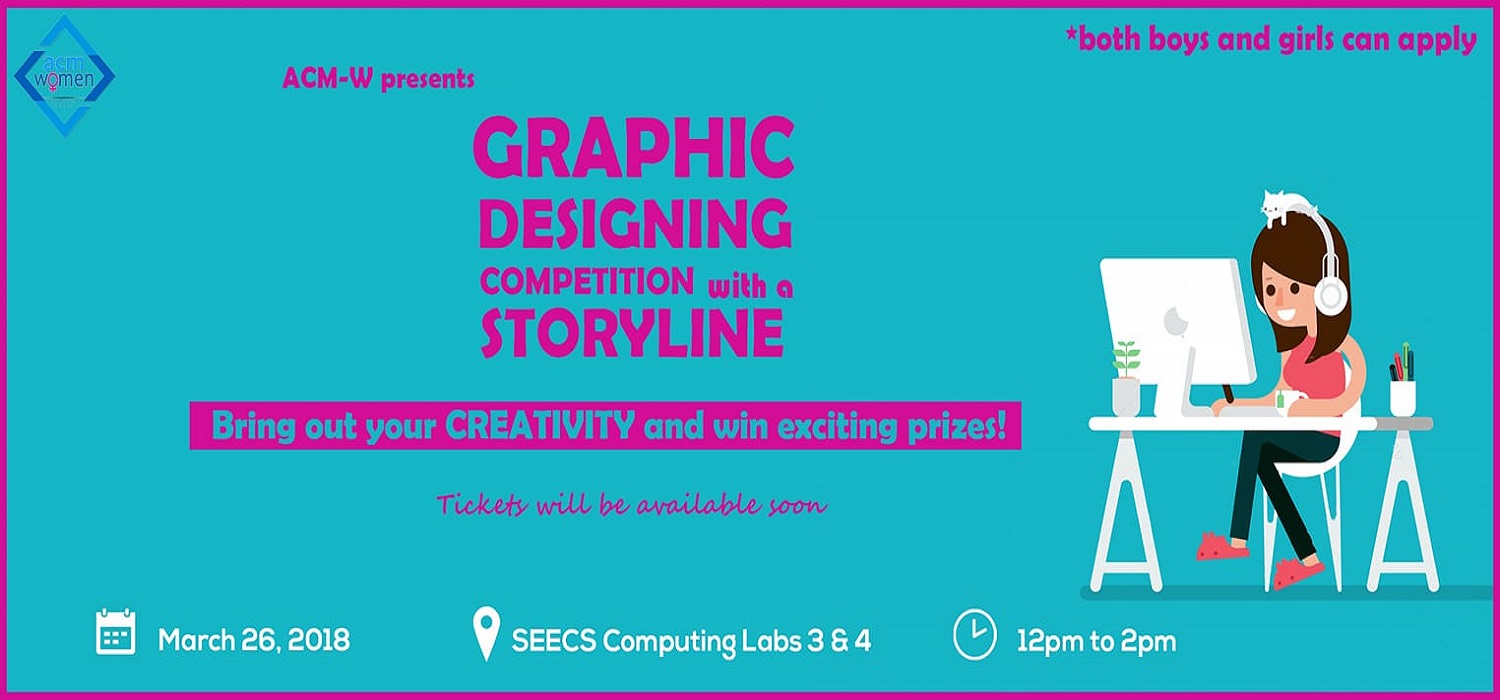 acm
women
*both boys and girls can apply
ACM-W presents
GRAPHIC
DESIGNING
COMPETITION with a
STORYLINE
Bring out your CREATIVITY and win exciting prizes!
Tickets will be available soon
March 26, 2018
SEECS Computing Labs 3 & 4
12pm to 2pm